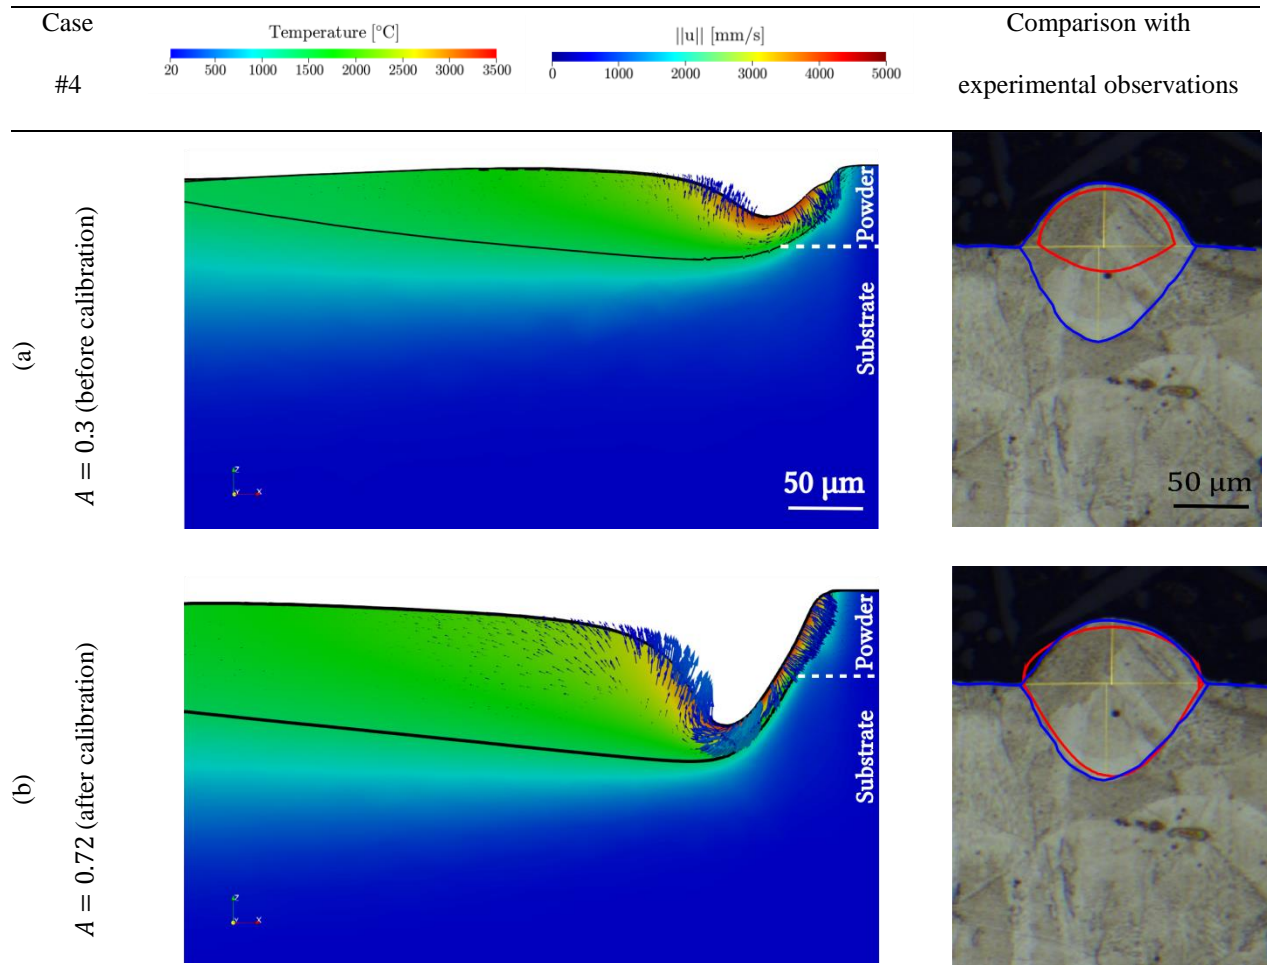 Case
#4
Temperature [°C]
20 500 1000 1500 2000 2500 3000 3500
||u|| [mm/s]
0 1000 2000 3000 4000 5000
Comparison with
experimental observations
(a)
A = 0.3 (before calibration)
Powder
Substrate
Z
Y X
50 μm
50 μm
(b)
A = 0.72 (after calibration)
Powder
Substrate
Z
Y X